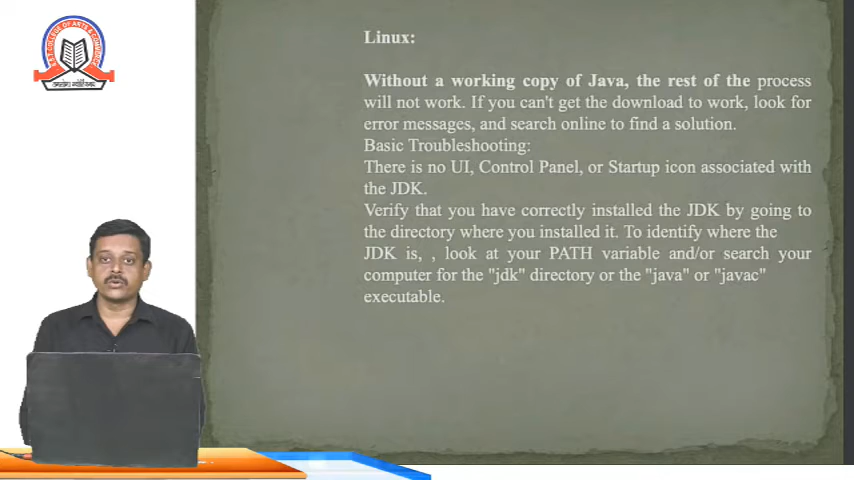 Linux:
Without a working copy of Java, the rest of the process
will not work. If you can't get the download to work, look for
error messages, and search online to find a solution.
Basic Troubleshooting:
There is no UI, Control Panel, or Startup icon associated with
the JDK.
Verify that you have correctly installed the JDK by going to
the directory where you installed it. To identify where the
JDK is, , look at your PATH variable and/or search your
computer for the "jdk" directory or the "java" or "javac"
executable.